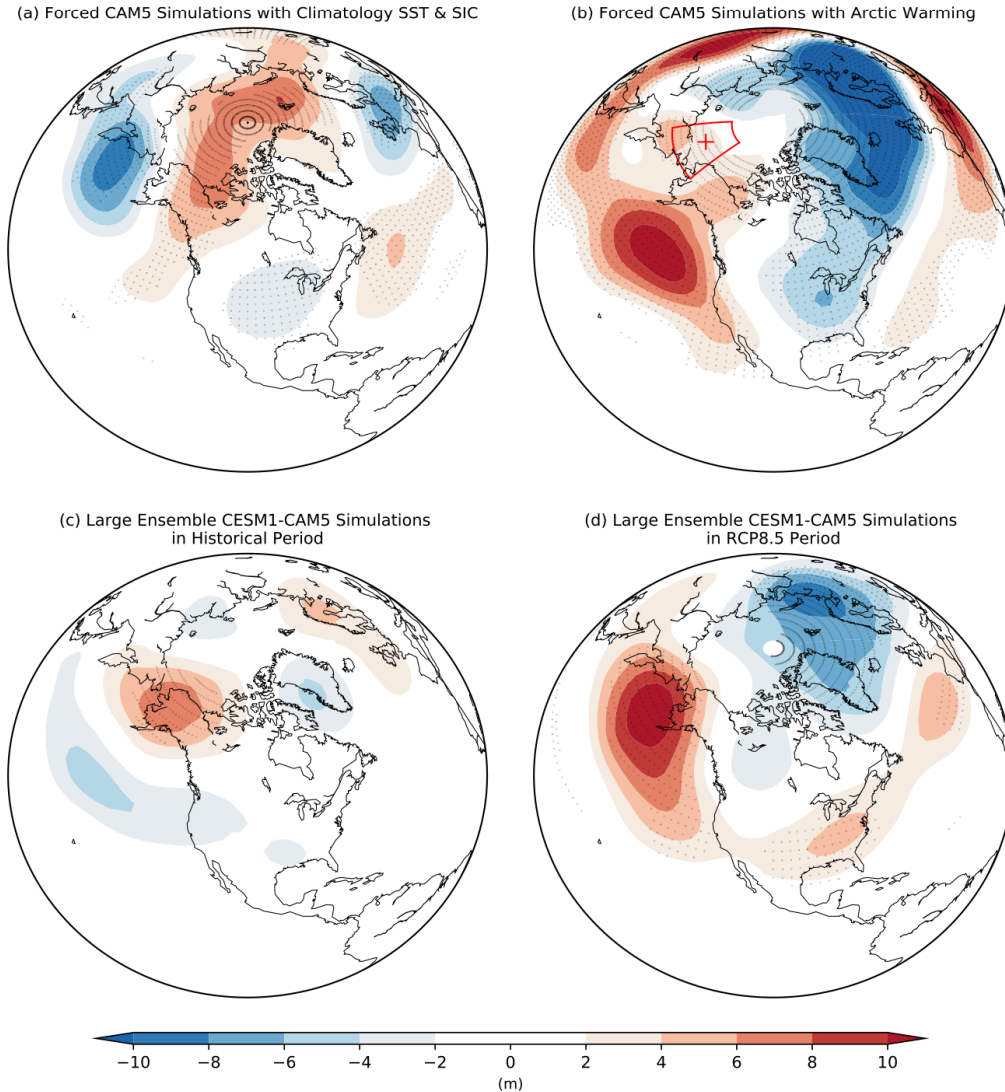 (a) Forced CAM5 Simulations with Climatology SST & SIC
(b) Forced CAM5 Simulations with Arctic Warming
(c) Large Ensemble CESM1-CAM5 Simulations
in Historical Period
(d) Large Ensemble CESM1-CAM5 Simulations
in RCP8.5 Period
−10 −8 −6 −4 −2 0 2 4 6 8 10
(m)